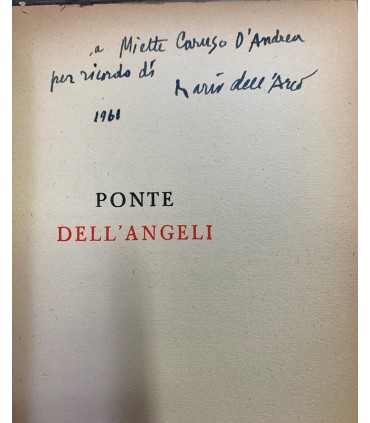 a Miette Caruso D'Andrea
per ricordo di
Mario dell'Arco
1961
PONTE
DELL'ANGELI